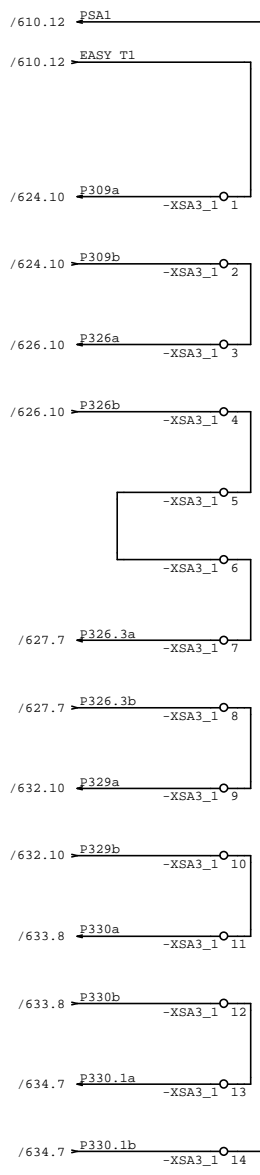 /610.12 PSA1
/610.12 EASY T1
/624.10 P309a
-XSA3_1 1
/624.10 P309b
-XSA3_1 2
/626.10 P326a
-XSA3_1 3
/626.10 P326b
-XSA3_1 4
-XSA3_1 5
-XSA3_1 6
/627.7 P326.3a
-XSA3_1 7
/627.7 P326.3b
-XSA3_1 8
/632.10 P329a
-XSA3_1 9
/632.10 P329b
-XSA3_1 10
/633.8 P330a
-XSA3_1 11
/633.8 P330b
-XSA3_1 12
/634.7 P330.1a
-XSA3_1 13
/634.7 P330.1b
-XSA3_1 14